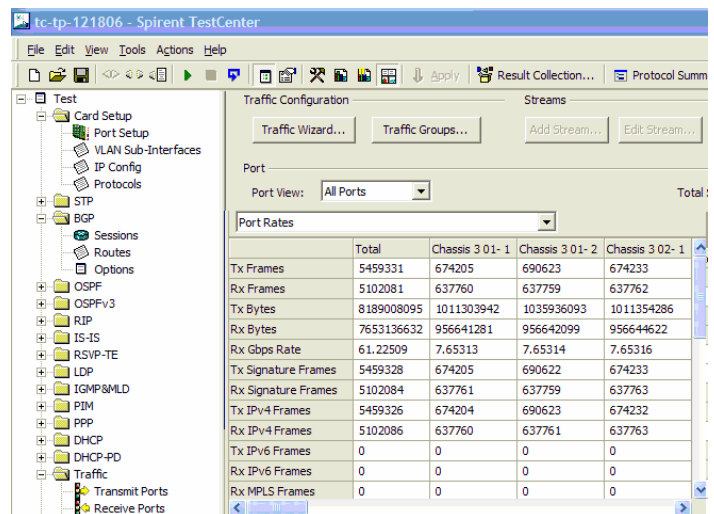 tc-tp-121806 - Spirent TestCenter
File Edit View Tools Actions Help
Apply Result Collection... Protocol Summ
Test
Card Setup
Port Setup
VLAN Sub-Interfaces
IP Config
Protocols
STP
BGP
Sessions
Routes
Options
OSPF
OSPFv3
RIP
IS-IS
RSVP-TE
LDP
IGMP&MLD
PIM
PPP
DHCP
DHCP-PD
Traffic
Transmit Ports
Receive Ports
Traffic Configuration Streams
Traffic Wizard... Traffic Groups... Add Stream... Edit Stream...
Port
Port View: All Ports Total
Port Rates
Total Chassis 3 01- 1 Chassis 3 01- 2 Chassis 3 02- 1
Tx Frames 5459331 674205 690623 674233
Rx Frames 5102081 637760 637759 637762
Tx Bytes 8189008095 1011303942 1035936093 1011354286
Rx Bytes 7653136632 956641281 956642099 956644622
Rx Gbps Rate 61.22509 7.65313 7.65314 7.65316
Tx Signature Frames 5459328 674205 690622 674233
Rx Signature Frames 5102084 637761 637759 637763
Tx IPv4 Frames 5459326 674204 690623 674232
Rx IPv4 Frames 5102086 637760 637761 637763
Tx IPv6 Frames 0 0 0 0
Rx IPv6 Frames 0 0 0 0
Rx MPLS Frames 0 0 0 0